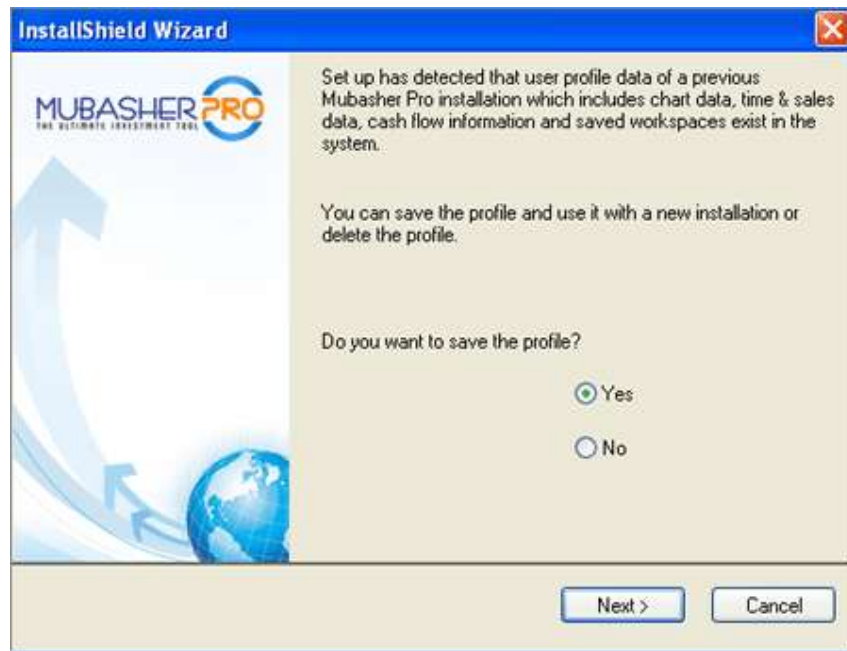 InstallShield Wizard
MUBASHER PRO
THE ULTIMATE INVESTMENT TOOL
Set up has detected that user profile data of a previous
Mubasher Pro installation which includes chart data, time & sales
data, cash flow information and saved workspaces exist in the
system.
You can save the profile and use it with a new installation or
delete the profile.
Do you want to save the profile?
Yes
No
Next >
Cancel